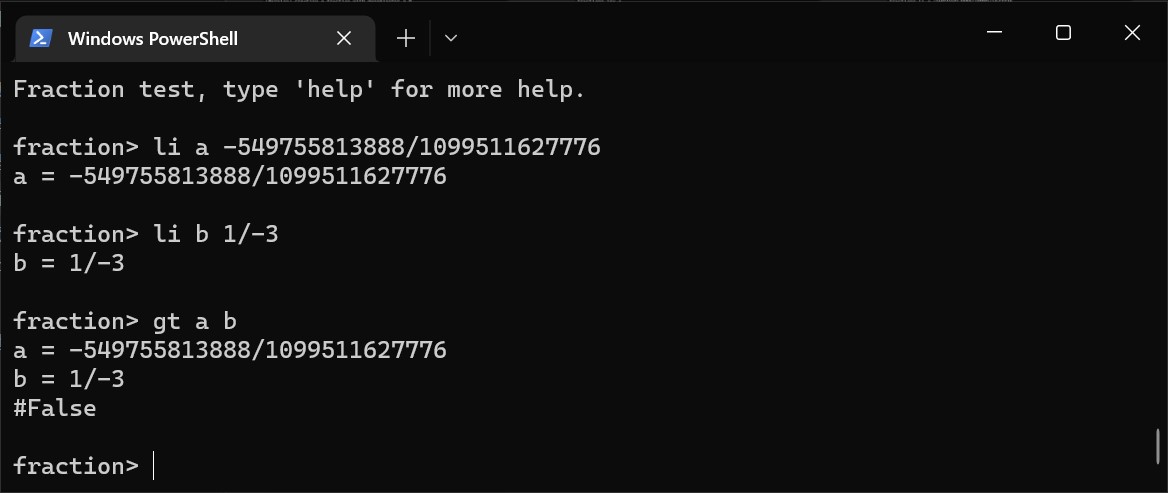 Windows PowerShell
Fraction test, type 'help' for more help.
fraction> li a -549755813888/1099511627776
a = -549755813888/1099511627776
fraction> li b 1/-3
b = 1/-3
fraction> gt a b
a = -549755813888/1099511627776
b = 1/-3
#False
fraction>